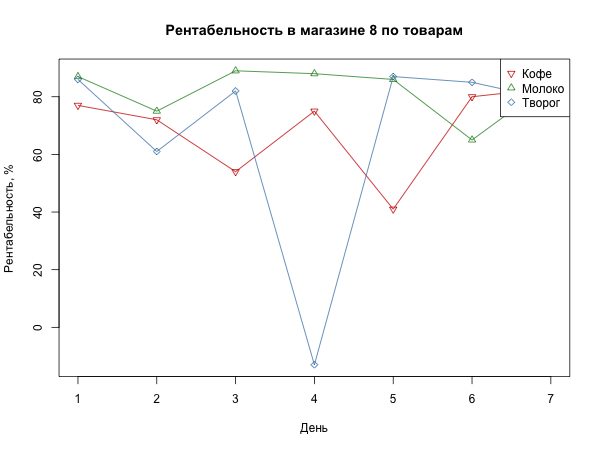 Рентабельность в магазине 8 по товарам
Кофе
Молоко
Творог
Рентабельность, %
80
60
40
20
0
1 2 3 4 5 6 7
День